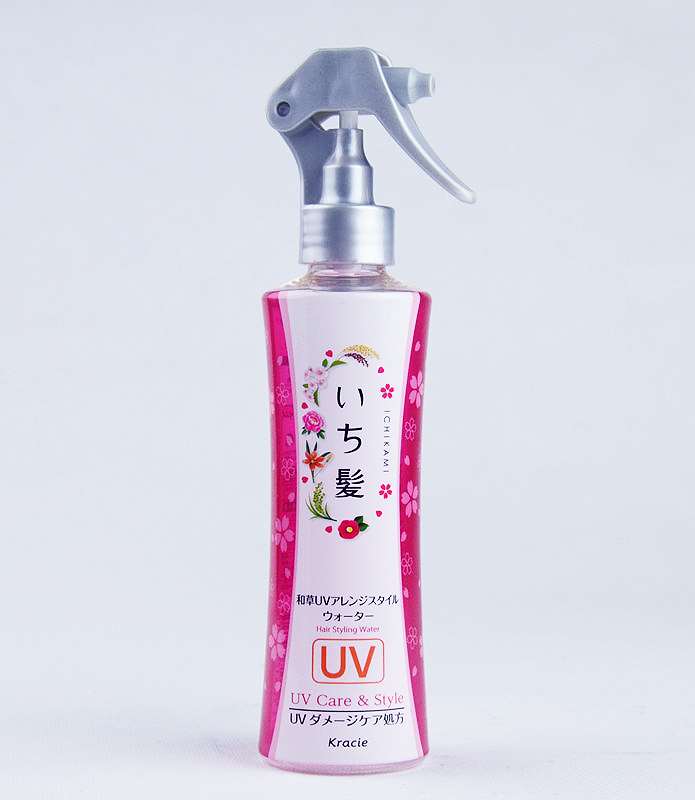 いち髪
ICHIKAMI
和草UVアレンジスタイル
ウォーター
Hair Styling Water
UV
UV Care & Style
UVダメージケア処方
Kracie